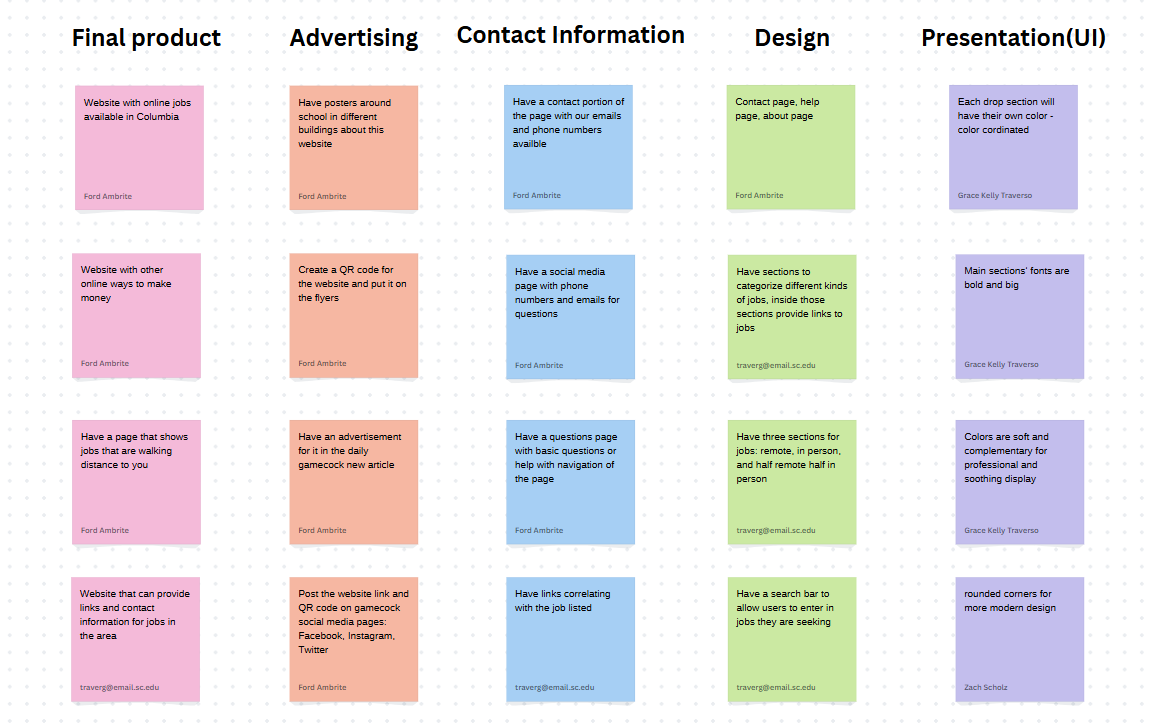 Final product
Advertising
Contact Information
Design
Presentation(UI)
Website with online jobs
available in Columbia
Ford Ambrite
Have posters around
school in different
buildings about this
website
Ford Ambrite
Have a contact portion of
the page with our emails
and phone numbers
availble
Ford Ambrite
Contact page, help
page, about page
Ford Ambrite
Each drop section will
have their own color -
color cordinated
Grace Kelly Traverso
Website with other
online ways to make
money
Ford Ambrite
Create a QR code for
the website and put it on
the flyers
Ford Ambrite
Have a social media
page with phone
numbers and emails for
questions
Ford Ambrite
Have sections to
categorize different kinds
of jobs, inside those
sections provide links to
jobs
traverg@email.sc.edu
Main sections' fonts are
bold and big
Grace Kelly Traverso
Have a page that shows
jobs that are walking
distance to you
Ford Ambrite
Have an advertisement
for it in the daily
gamecock new article
Ford Ambrite
Have a questions page
with basic questions or
help with navigation of
the page
Ford Ambrite
Have three sections for
jobs: remote, in person,
and half remote half in
person
traverg@email.sc.edu
Colors are soft and
complementary for
professional and
soothing display
Grace Kelly Traverso
Website that can provide
links and contact
information for jobs in
the area
traverg@email.sc.edu
Post the website link and
QR code on gamecock
social media pages:
Facebook, Instagram,
Twitter
Ford Ambrite
Have links correlating
with the job listed
traverg@email.sc.edu
Have a search bar to
allow users to enter in
jobs they are seeking
traverg@email.sc.edu
rounded corners for
more modern design
Zach Scholz